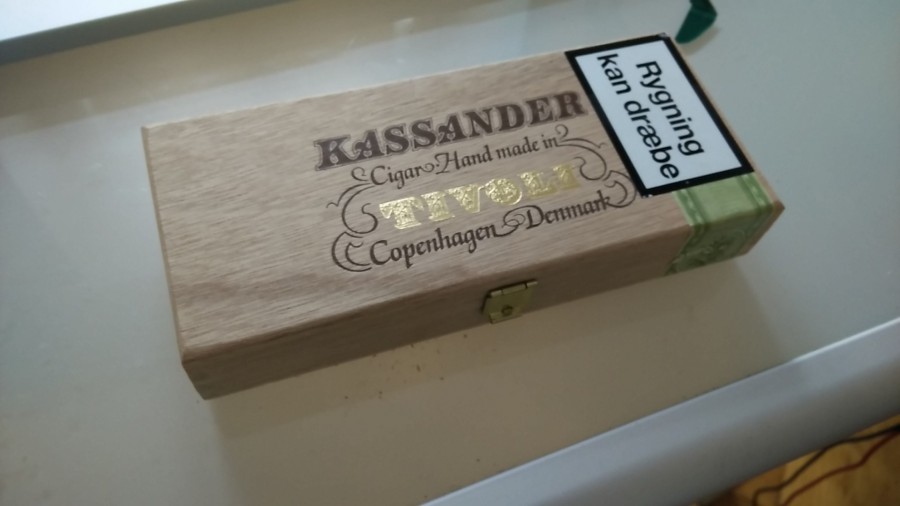 KASSANDER
Cigar Hand made in
TIVOLI
Copenhagen Denmark
Rygning
kan dræbe